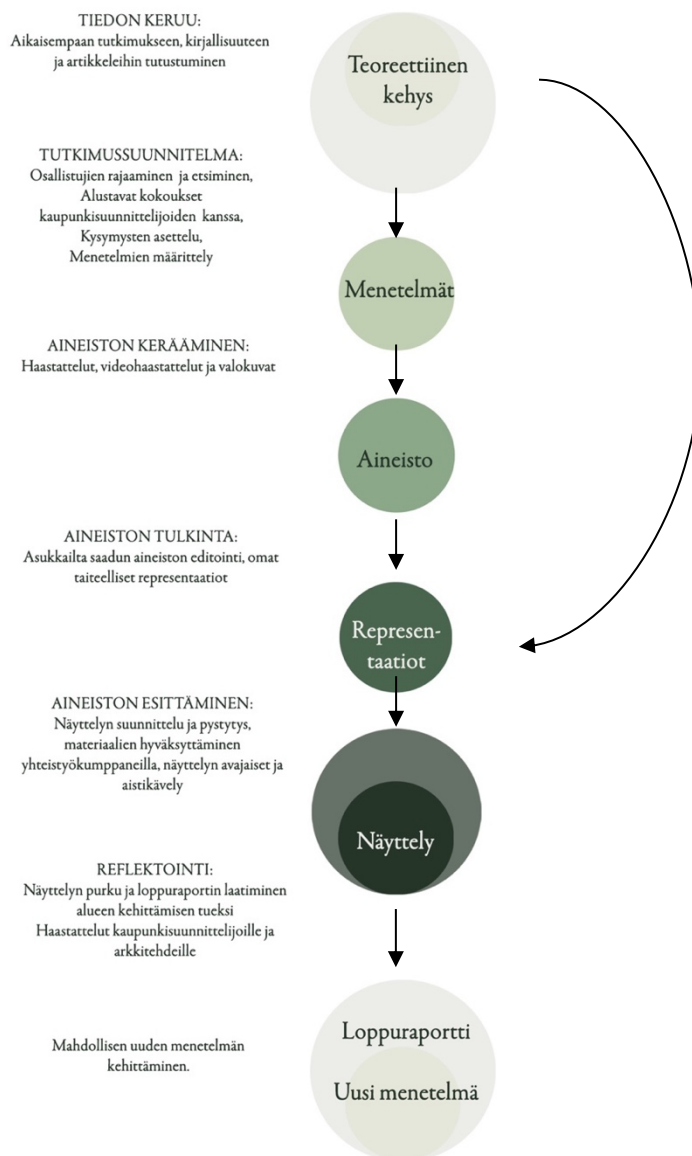 TIEDON KERUU:
Aikaisempaan tutkimukseen, kirjallisuuteen
ja artikkeleihin tutustuminen
Teoreettiinen
kehys
TUTKIMUSSUUNNITELMA:
Osallistujien rajaaminen ja etsiminen,
Alustavat kokoukset
kaupunkisuunnittelijoiden kanssa,
Kysymysten asettelu,
Menetelmien määrittely
Menetelmät
AINEISTON KERÄÄMINEN:
Haastattelut, videohaastattelut ja valokuvat
Aineisto
AINEISTON TULKINTA:
Asukkailta saadun aineiston editointi, omat
taiteelliset representaatiot
Represen-
taatiot
AINEISTON ESITTÄMINEN:
Näyttelyn suunnittelu ja pystytys,
materiaalien hyväksyttäminen
yhteistyökumppaneilla, näyttelyn avajaiset ja
aistikävely
Näyttely
REFLEKTOINTI:
Näyttelyn purku ja loppuraportin laatiminen
alueen kehittämisen tueksi
Haastattelut kaupunkisuunnittelijoille ja
arkkitehdeille
Loppuraportti
Mahdollisen uuden menetelmän
kehittäminen.
Uusi menetelmä